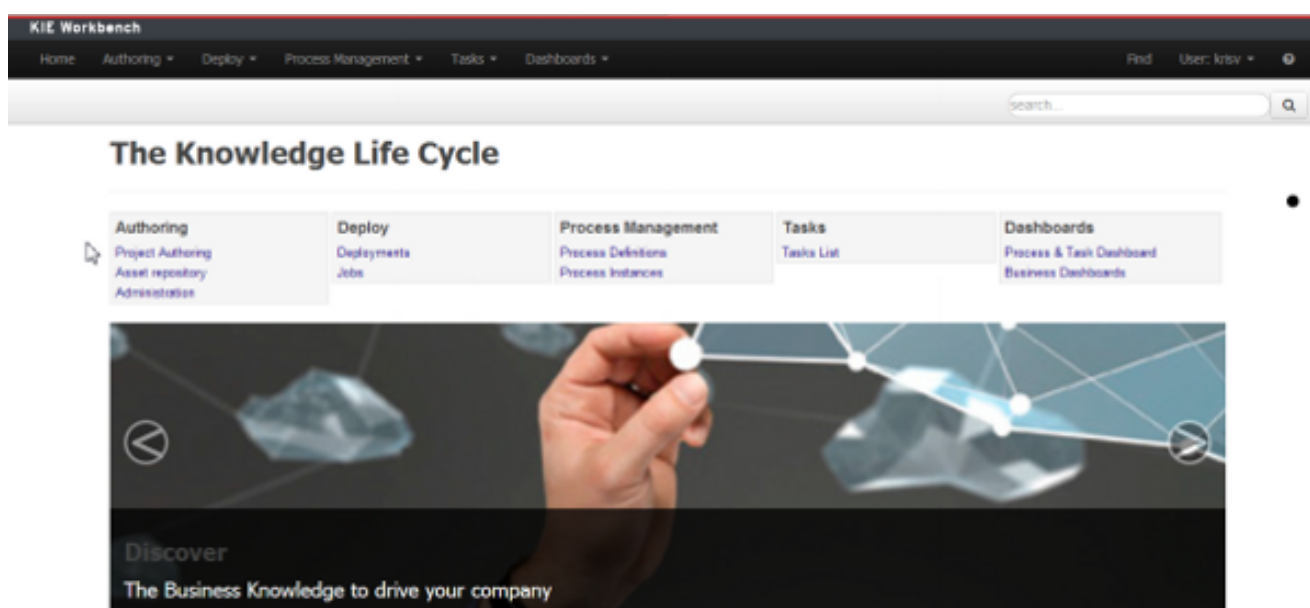 KIE Workbench
Home Authoring Deploy Process Management Tasks Dashboards Find User: krisv
search...
The Knowledge Life Cycle
Authoring Deploy Process Management Tasks Dashboards
Project Authoring Deployments Process Definitions Tasks List Process & Task Dashboard
Asset repository Jobs Process Instances Business Dashboards
Administration
Discover
The Business Knowledge to drive your company